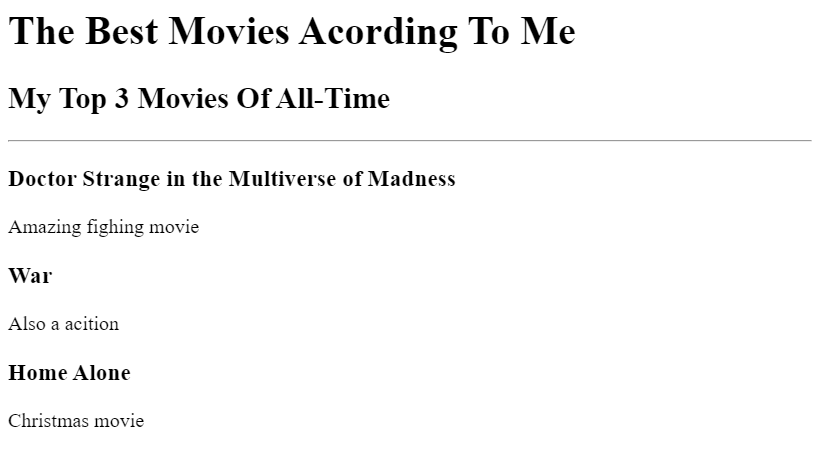 The Best Movies Acording To Me
My Top 3 Movies Of All-Time
Doctor Strange in the Multiverse of Madness
Amazing fighing movie
War
Also a acition
Home Alone
Christmas movie